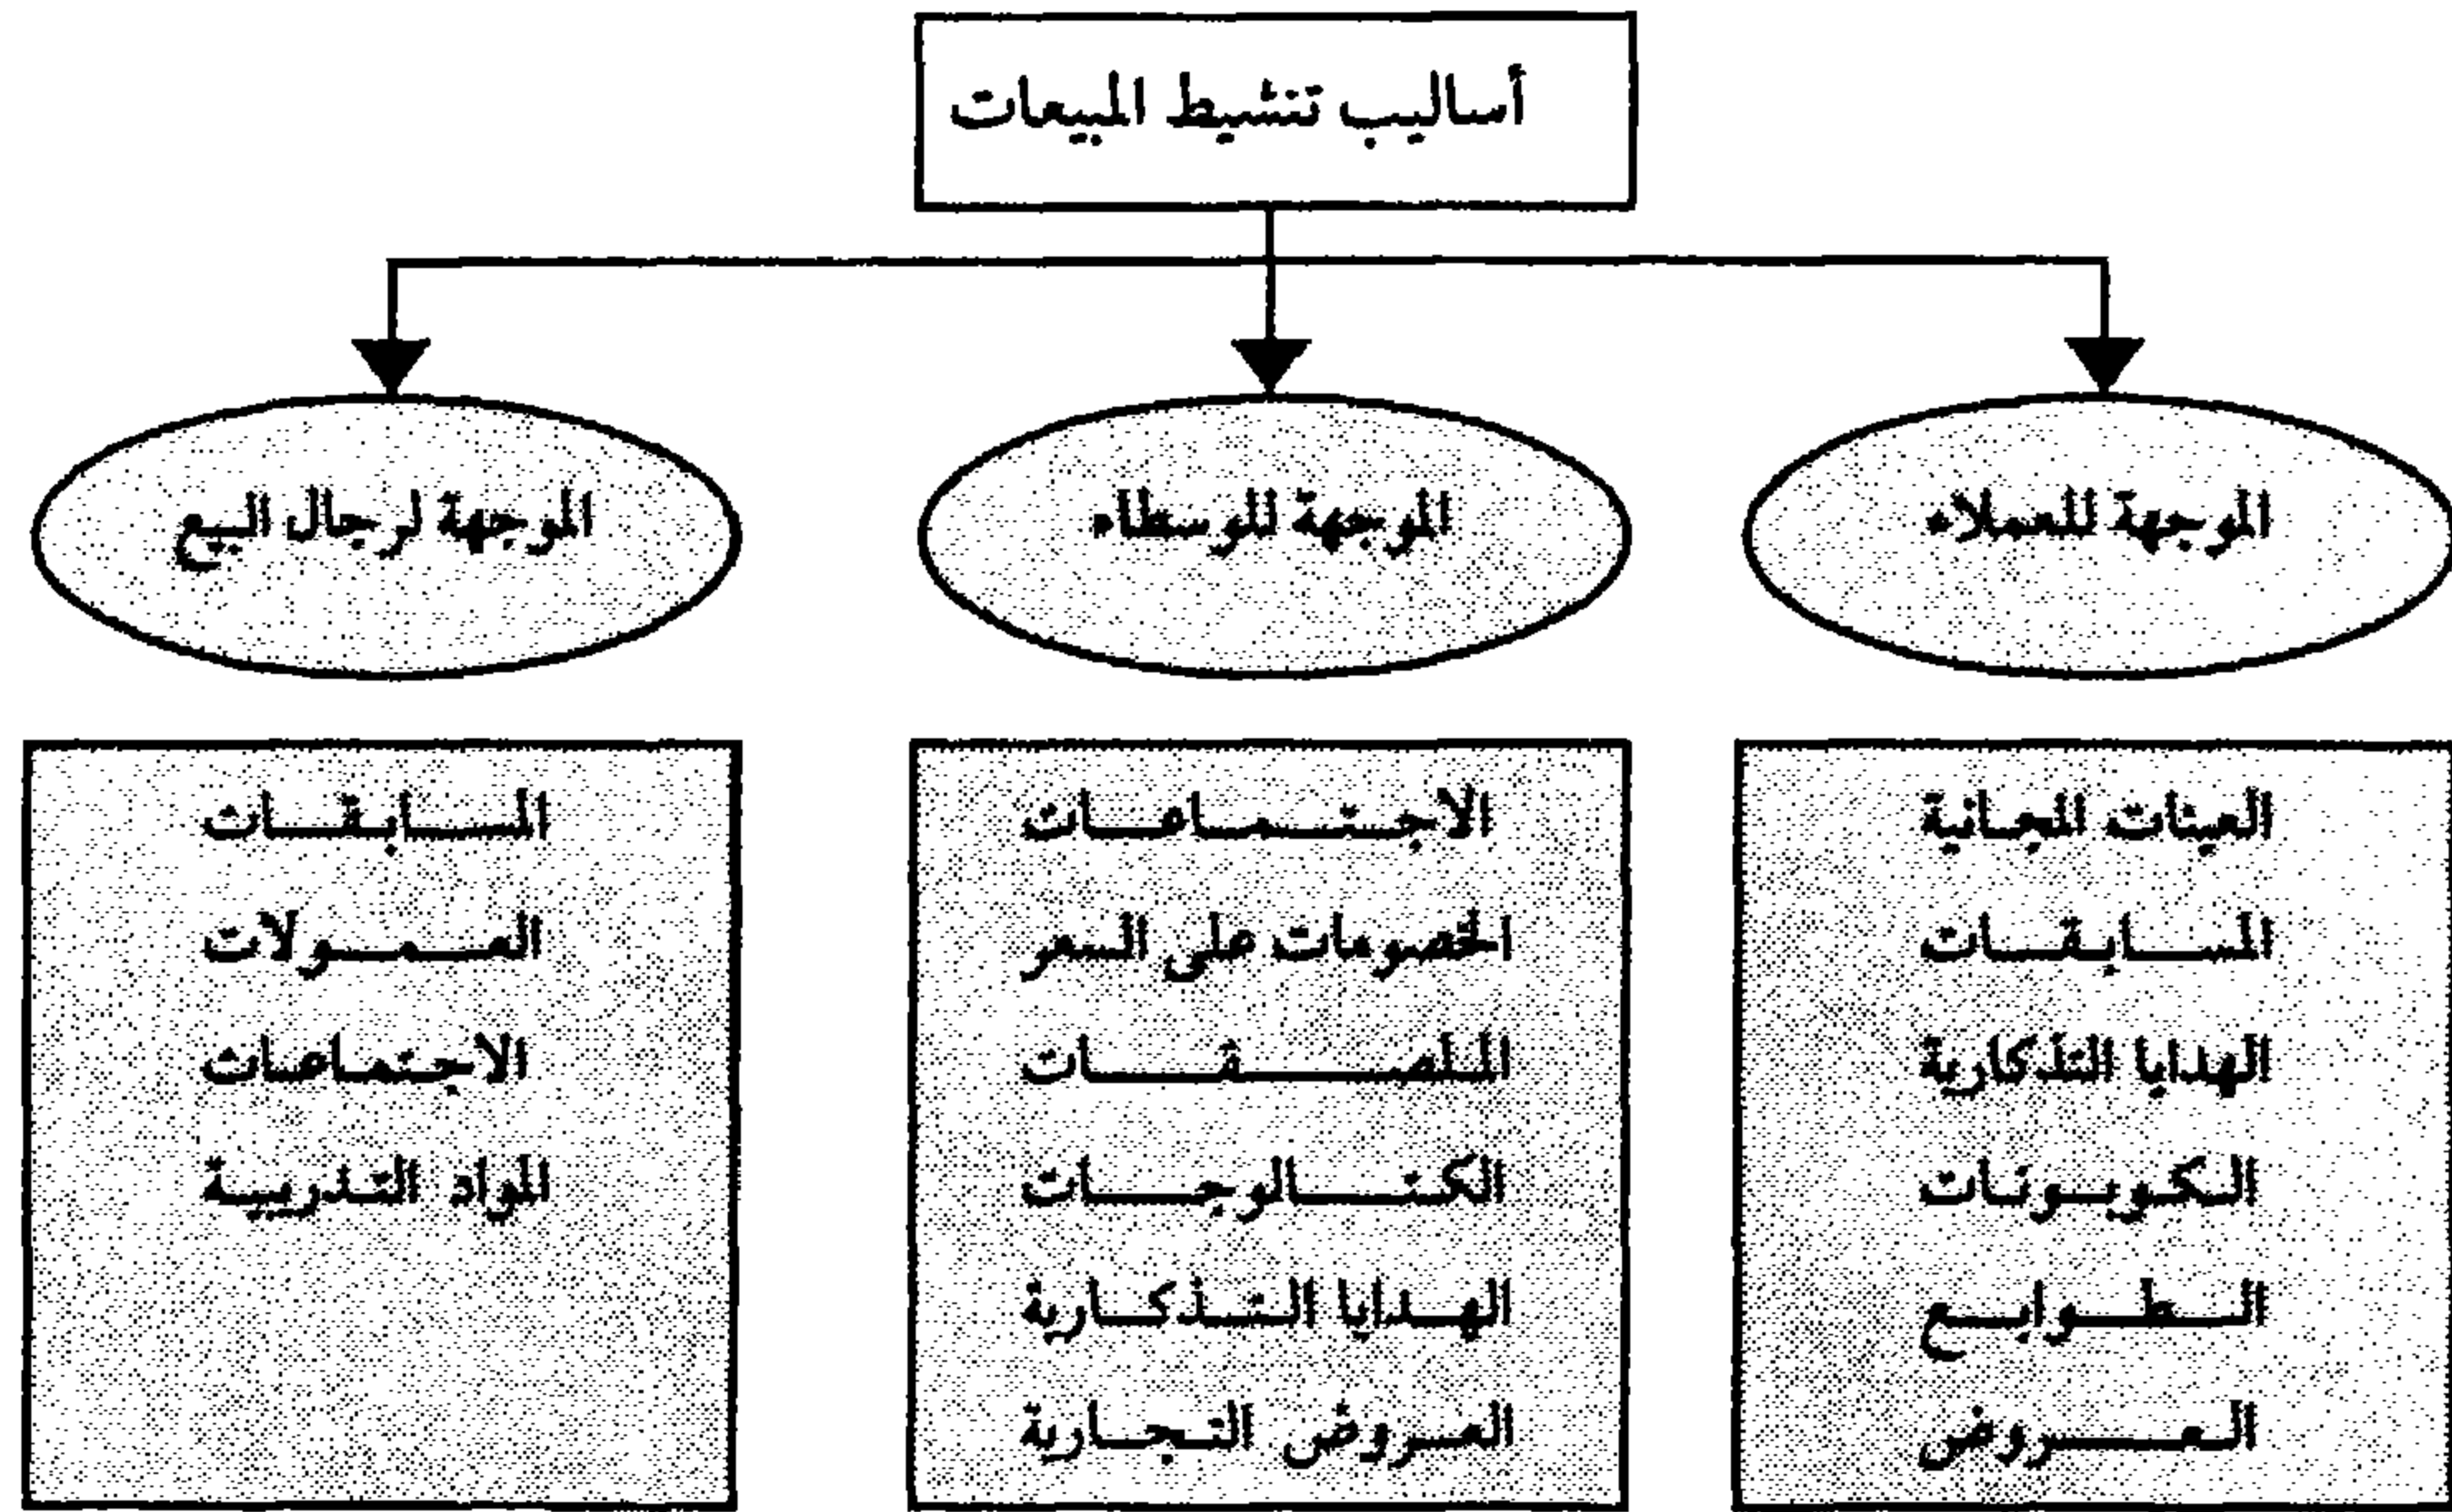 أساليب تنشيط المبيعات
الموجهة للعملاء
الموجهة للوسطاء
الموجهة لرجال البيع
العينات المجانية
المسابقات
الهدايا التذكارية
الكوبونات
الطوابع
العروض
الاجتماعات
الخصومات على السعر
الملصقات
الكتالوجات
الهدايا التذكارية
العروض التجارية
المسابقات
العمولات
الاجتماعات
المواد التدريبية